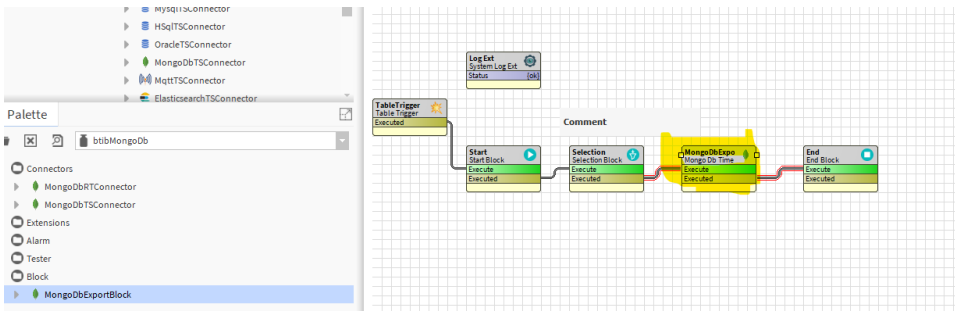 MysqlTSConnector
HSqlTSConnector
OracleTSConnector
MongoDbTSConnector
MqttTSConnector
ElasticsearchTSConnector
Palette
btibMongoDb
Connectors
MongoDbRTConnector
MongoDbTSConnector
Extensions
Alarm
Tester
Block
MongoDbExportBlock
Log Ext
System Log Ext
Status {ok}
TableTrigger
Table Trigger
Executed
Comment
Start
Start Block
Execute
Executed
Selection
Selection Block
Execute
Executed
MongoDbExpo
Mongo Db Time
Execute
Executed
End
End Block
Execute
Executed